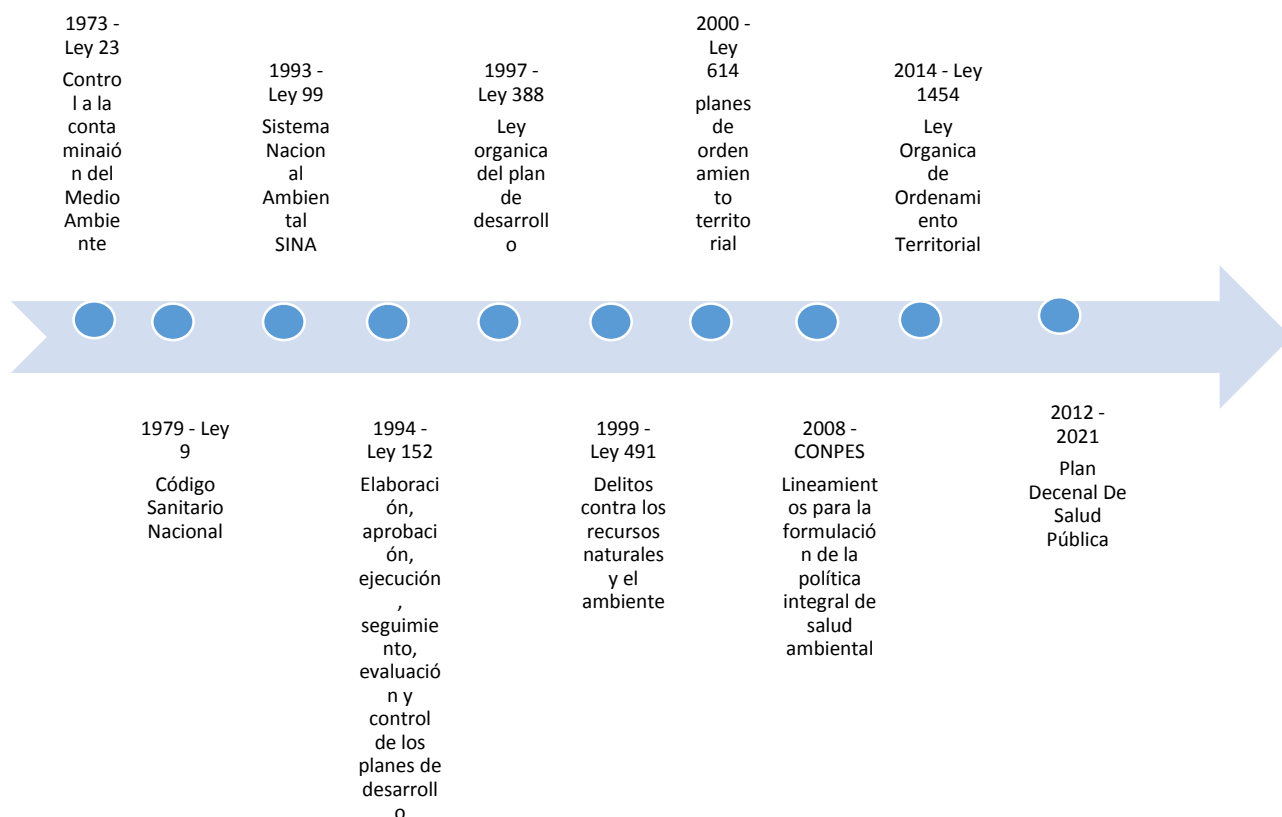 1973 -
Ley 23
Contro
l a la
conta
minaió
n del
Medio
Ambie
nte
1979 - Ley
9
Código
Sanitario
Nacional
1993 -
Ley 99
Sistema
Nacion
al
Ambien
tal
SINA
1994 -
Ley 152
Elaboraci
ón,
aprobaci
ón,
ejecución
,
seguimie
nto,
evaluació
n y
control
de los
planes de
desarroll
o
1997 -
Ley 388
Ley
organica
del plan
de
desarroll
o
1999 -
Ley 491
Delitos
contra los
recursos
naturales
y el
ambiente
2000 -
Ley
614
planes
de
orden
amien
to
territo
rial
2008 -
CONPES
Lineamient
os para la
formulació
n de la
política
integral de
salud
ambiental
2014 - Ley
1454
Ley
Organica
de
Ordenami
ento
Territorial
2012 -
2021
Plan
Decenal De
Salud
Pública